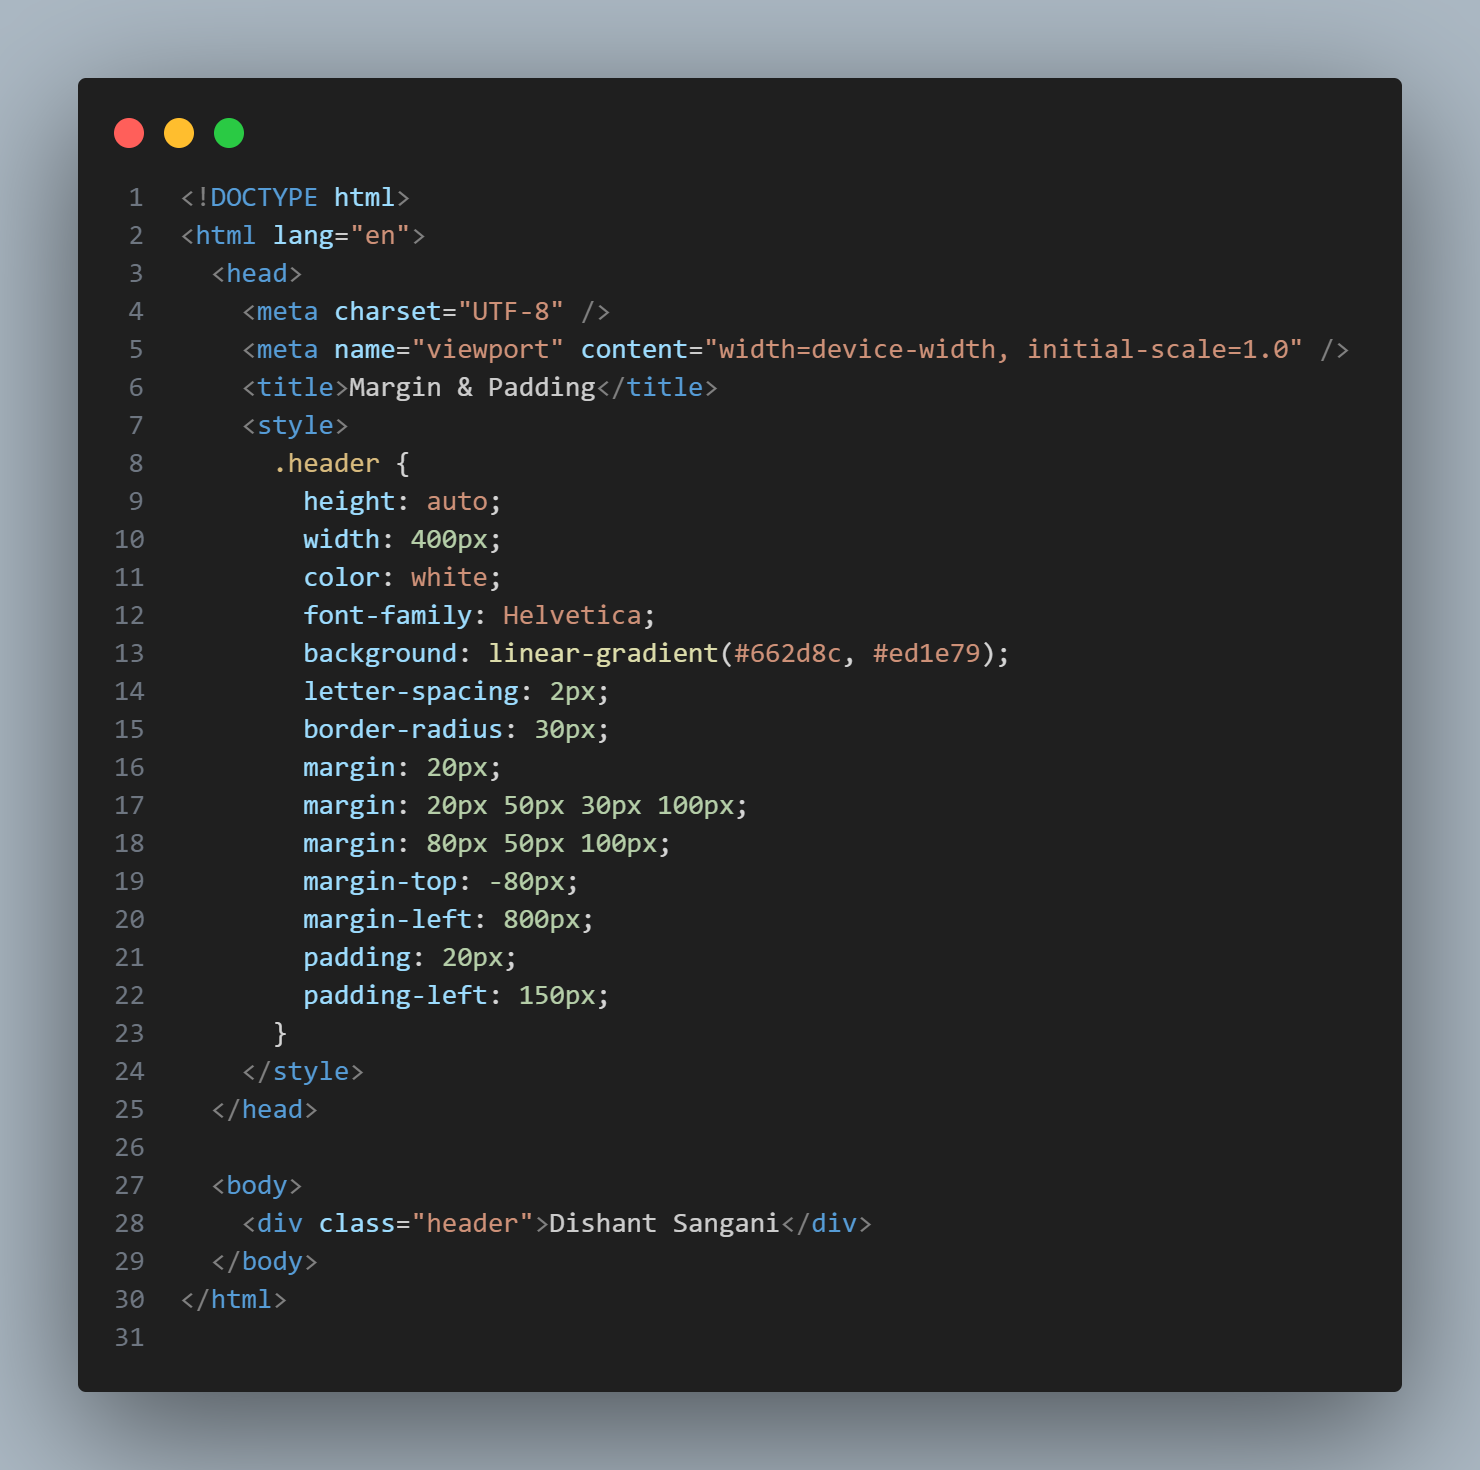 1 <!DOCTYPE html>
2 <html lang="en">
3   <head>
4     <meta charset="UTF-8" />
5     <meta name="viewport" content="width=device-width, initial-scale=1.0" />
6     <title>Margin & Padding</title>
7     <style>
8       .header {
9         height: auto;
10         width: 400px;
11         color: white;
12         font-family: Helvetica;
13         background: linear-gradient(#662d8c, #ed1e79);
14         letter-spacing: 2px;
15         border-radius: 30px;
16         margin: 20px;
17         margin: 20px 50px 30px 100px;
18         margin: 80px 50px 100px;
19         margin-top: -80px;
20         margin-left: 800px;
21         padding: 20px;
22         padding-left: 150px;
23       }
24     </style>
25   </head>
26
27   <body>
28     <div class="header">Dishant Sangani</div>
29   </body>
30 </html>
31